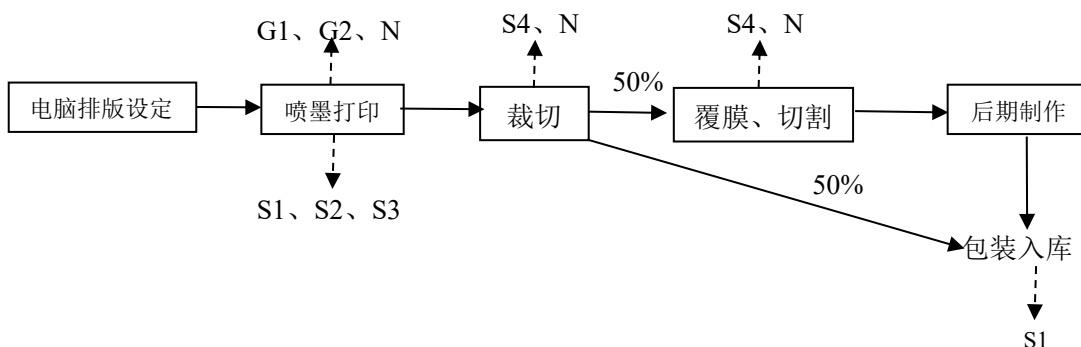 G1、G2、N
S4、N
S4、N
50%
电脑排版设定
喷墨打印
裁切
覆膜、切割
后期制作
50%
S1、S2、S3
包装入库
S1